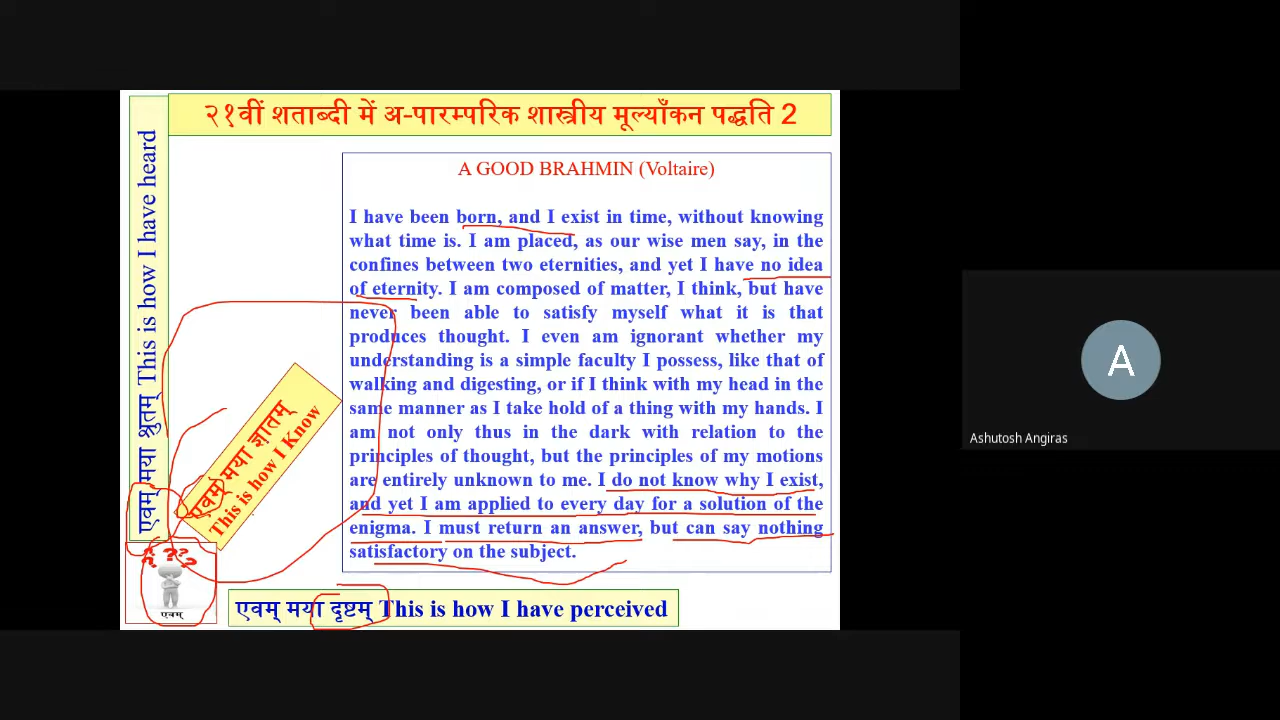 २१वीं शताब्दी में अ-पारम्परिक शास्त्रीय मूल्याँकन पद्धति 2
एवम् मया श्रुतम् This is how I have heard
A GOOD BRAHMIN (Voltaire)
I have been born, and I exist in time, without knowing
what time is. I am placed, as our wise men say, in the
confines between two eternities, and yet I have no idea
of eternity. I am composed of matter, I think, but have
never been able to satisfy myself what it is that
produces thought. I even am ignorant whether my
understanding is a simple faculty I possess, like that of
walking and digesting, or if I think with my head in the
same manner as I take hold of a thing with my hands. I
am not only thus in the dark with relation to the
principles of thought, but the principles of my motions
are entirely unknown to me. I do not know why I exist,
and yet I am applied to every day for a solution of the
enigma. I must return an answer, but can say nothing
satisfactory on the subject.
एवम् मया ज्ञातम्
This is how I Know
?????
एवम्
एवम् मया दृष्टम् This is how I have perceived
A
Ashutosh Angiras